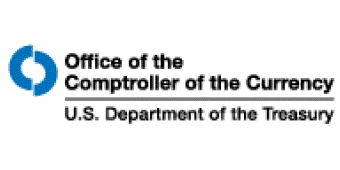 Office of the
Comptroller of the Currency
U.S. Department of the Treasury